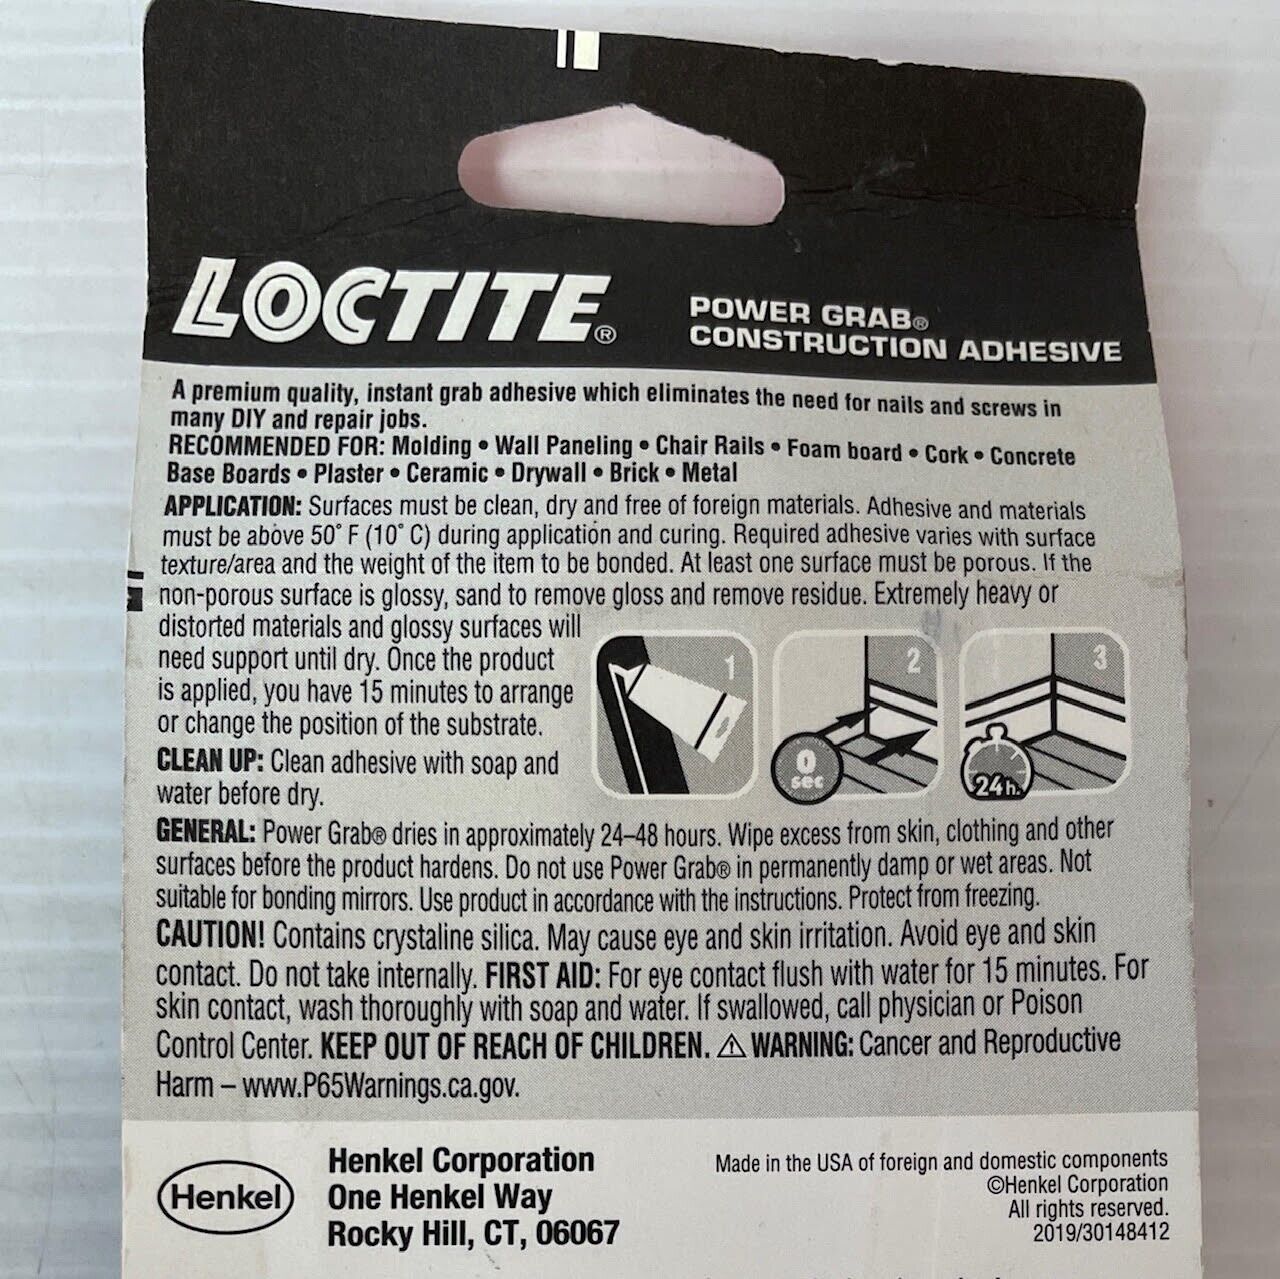 LOCTITE®
POWER GRAB®
CONSTRUCTION ADHESIVE
A premium quality, instant grab adhesive which eliminates the need for nails and screws in
many DIY and repair jobs.
RECOMMENDED FOR: Molding • Wall Paneling • Chair Rails • Foam board • Cork • Concrete
Base Boards • Plaster • Ceramic • Drywall • Brick • Metal
APPLICATION: Surfaces must be clean, dry and free of foreign materials. Adhesive and materials
must be above 50° F (10° C) during application and curing. Required adhesive varies with surface
texture/area and the weight of the item to be bonded. At least one surface must be porous. If the
non-porous surface is glossy, sand to remove gloss and remove residue. Extremely heavy or
distorted materials and glossy surfaces will
need support until dry. Once the product
is applied, you have 15 minutes to arrange
or change the position of the substrate.
1
2
0
sec
3
24h.
CLEAN UP: Clean adhesive with soap and
water before dry.
GENERAL: Power Grab® dries in approximately 24–48 hours. Wipe excess from skin, clothing and other
surfaces before the product hardens. Do not use Power Grab® in permanently damp or wet areas. Not
suitable for bonding mirrors. Use product in accordance with the instructions. Protect from freezing.
CAUTION! Contains crystaline silica. May cause eye and skin irritation. Avoid eye and skin
contact. Do not take internally. FIRST AID: For eye contact flush with water for 15 minutes. For
skin contact, wash thoroughly with soap and water. If swallowed, call physician or Poison
Control Center. KEEP OUT OF REACH OF CHILDREN. ⚠ WARNING: Cancer and Reproductive
Harm – www.P65Warnings.ca.gov.
Henkel
Henkel Corporation
One Henkel Way
Rocky Hill, CT, 06067
Made in the USA of foreign and domestic components
©Henkel Corporation
All rights reserved.
2019/30148412